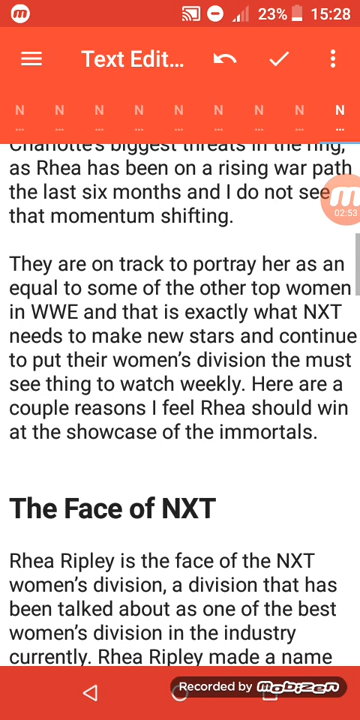 23% 15:28
Text Edit...
N N N N N N N N N
... ... ... ... ... ... ... ... ...
Charlotte's biggest threats in the ring,
as Rhea has been on a rising war path
the last six months and I do not see
that momentum shifting.
02:53
They are on track to portray her as an
equal to some of the other top women
in WWE and that is exactly what NXT
needs to make new stars and continue
to put their women's division the must
see thing to watch weekly. Here are a
couple reasons I feel Rhea should win
at the showcase of the immortals.
The Face of NXT
Rhea Ripley is the face of the NXT
women's division, a division that has
been talked about as one of the best
women's division in the industry
currently. Rhea Ripley made a name
Recorded by Mobizen